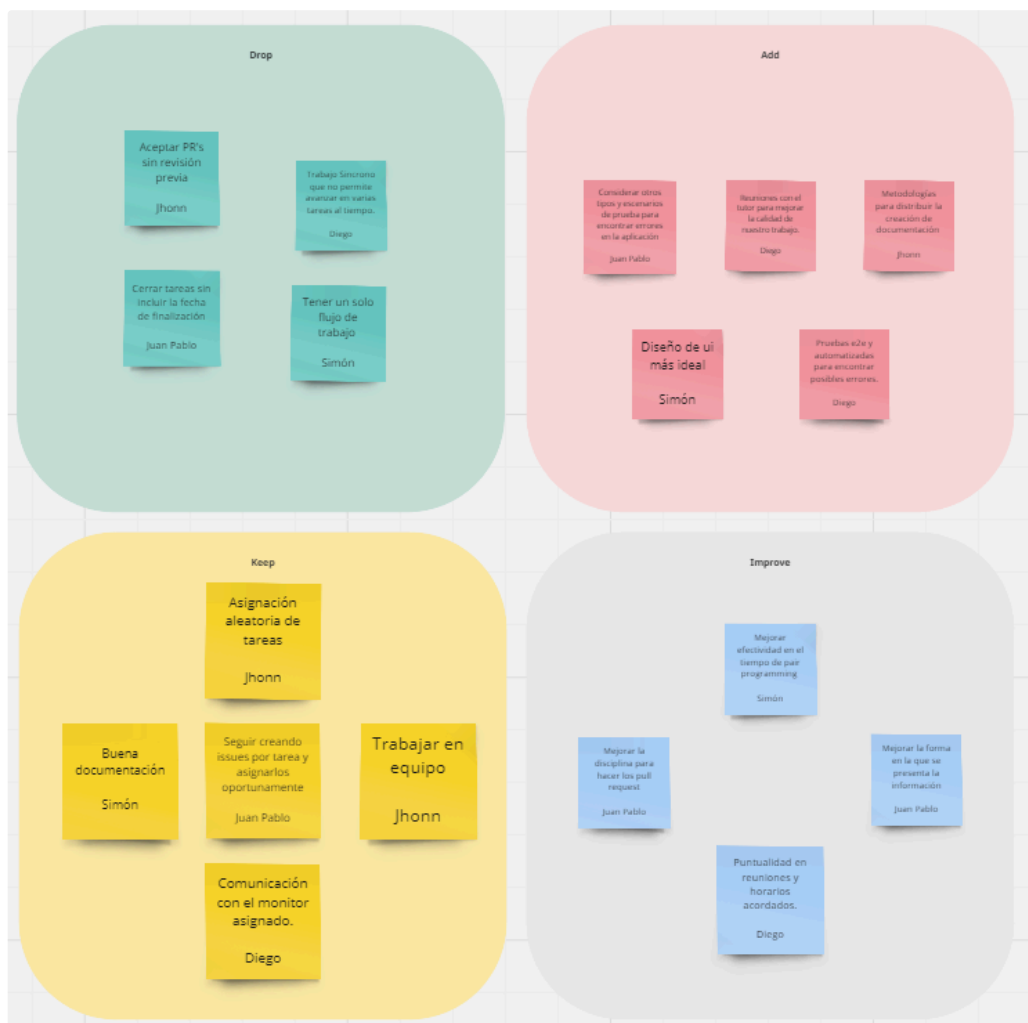 Drop
Aceptar PR's
sin revisión
previa
Jhonn
Trabajo Sincrono
que no permite
avanzar en varias
tareas al tiempo.
Diego
Cerrar tareas sin
incluir la fecha
de finalización
Juan Pablo
Tener un solo
flujo de
trabajo
Simón
Add
Considerar otros
tipos y escenarios
de prueba para
encontrar errores
en la aplicación
Juan Pablo
Reuniones con el
tutor para mejorar
la calidad de
nuestro trabajo.
Diego
Metodologías
para distribuir la
creación de
documentación
Jhonn
Diseño de ui
más ideal
Simón
Pruebas e2e y
automatizadas
para encontrar
posibles errores.
Diego
Keep
Asignación
aleatoria de
tareas
Jhonn
Buena
documentación
Simón
Seguir creando
issues por tarea y
asignarlos
oportunamente
Juan Pablo
Trabajar en
equipo
Jhonn
Comunicación
con el monitor
asignado.
Diego
Improve
Mejorar
efectividad en el
tiempo de pair
programming
Simón
Mejorar la
disciplina para
hacer los pull
request
Juan Pablo
Mejorar la forma
en la que se
presenta la
información
Juan Pablo
Puntualidad en
reuniones y
horarios
acordados.
Diego